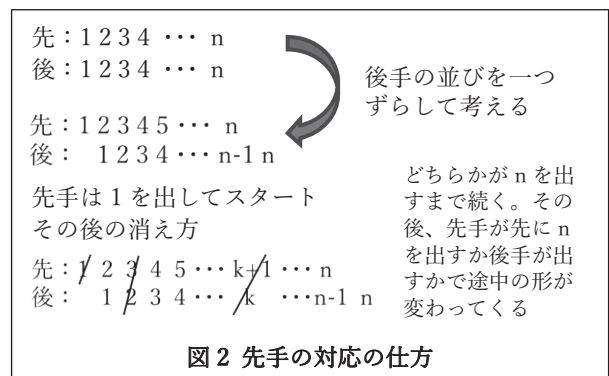 先：1 2 3 4 ⋯ n
後：1 2 3 4 ⋯ n
後手の並びを一つ
ずらして考える
先：1 2 3 4 5 ⋯ n
後： 1 2 3 4 ⋯ n-1 n
先手は 1 を出してスタート
その後の消え方
先：1 2 3 4 5 ⋯ k+1 ⋯ n
後： 1 2 3 4 ⋯ k ⋯n-1 n
どちらかが n を出
すまで続く。その
後、先手が先に n
を出すか後手が出
すかで途中の形が
変わってくる
図 2 先手の対応の仕方